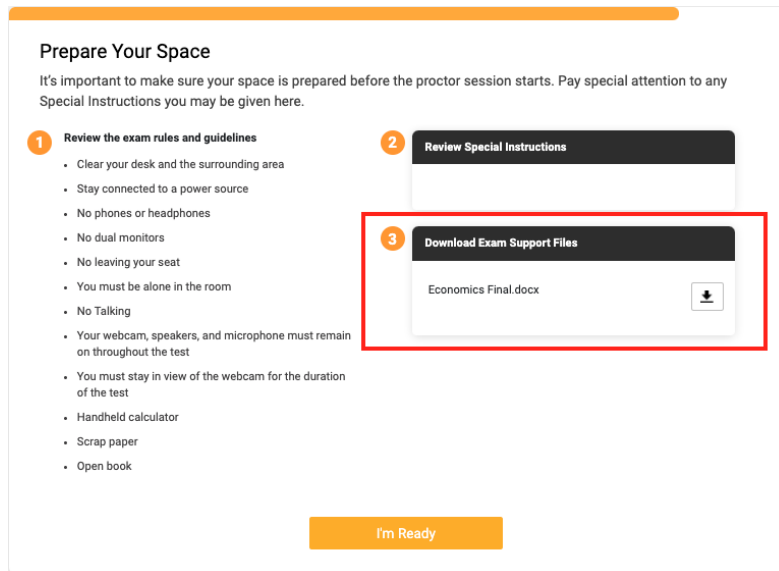 Prepare Your Space
It's important to make sure your space is prepared before the proctor session starts. Pay special attention to any
Special Instructions you may be given here.
1
Review the exam rules and guidelines
• Clear your desk and the surrounding area
• Stay connected to a power source
• No phones or headphones
• No dual monitors
• No leaving your seat
• You must be alone in the room
• No Talking
• Your webcam, speakers, and microphone must remain
on throughout the test
• You must stay in view of the webcam for the duration
of the test
• Handheld calculator
• Scrap paper
• Open book
2
Review Special Instructions
3
Download Exam Support Files
Economics Final.docx
I'm Ready